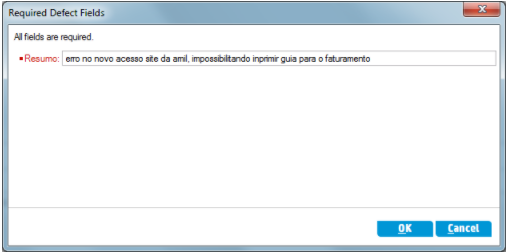 Required Defect Fields
All fields are required.
Resumo: erro no novo acesso site da amil, impossibilitando inprimir guia para o faturamento
OK Cancel